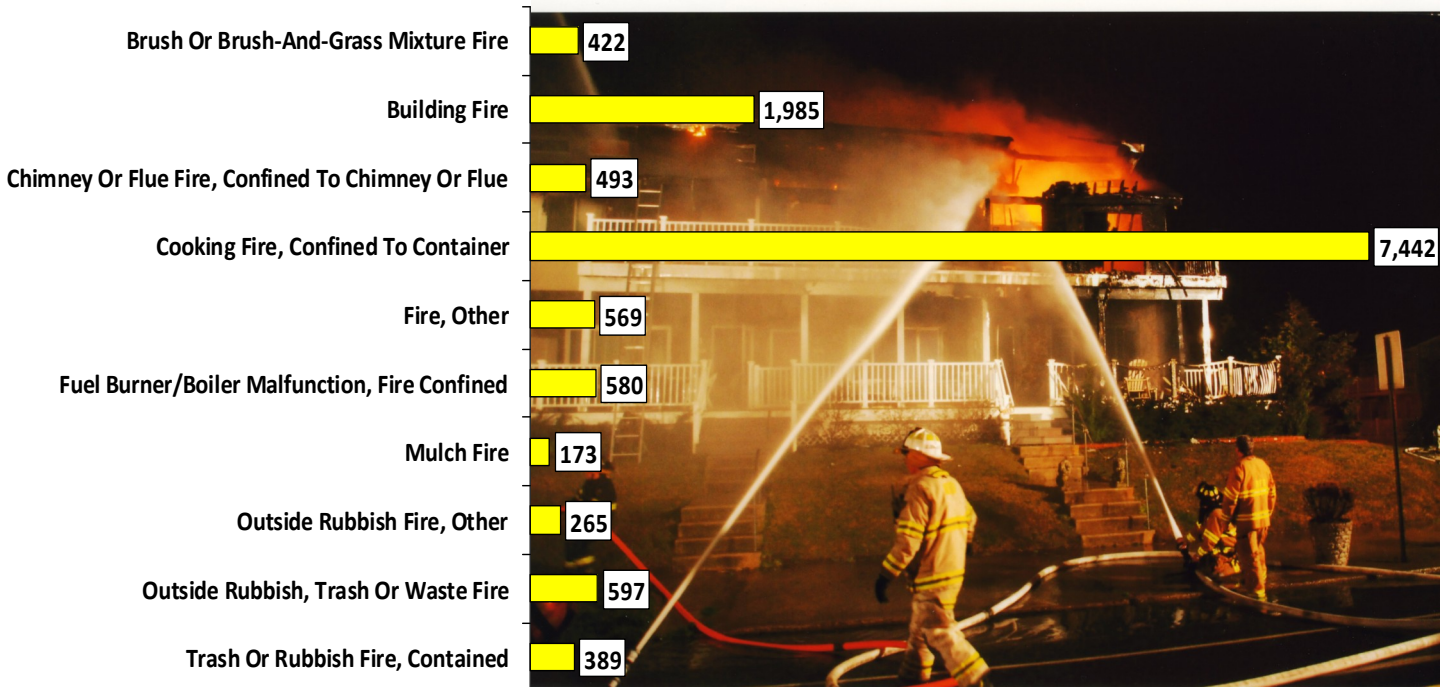 Brush Or Brush-And-Grass Mixture Fire 422
Building Fire 1,985
Chimney Or Flue Fire, Confined To Chimney Or Flue 493
Cooking Fire, Confined To Container 7,442
Fire, Other 569
Fuel Burner/Boiler Malfunction, Fire Confined 580
Mulch Fire 173
Outside Rubbish Fire, Other 265
Outside Rubbish, Trash Or Waste Fire 597
Trash Or Rubbish Fire, Contained 389